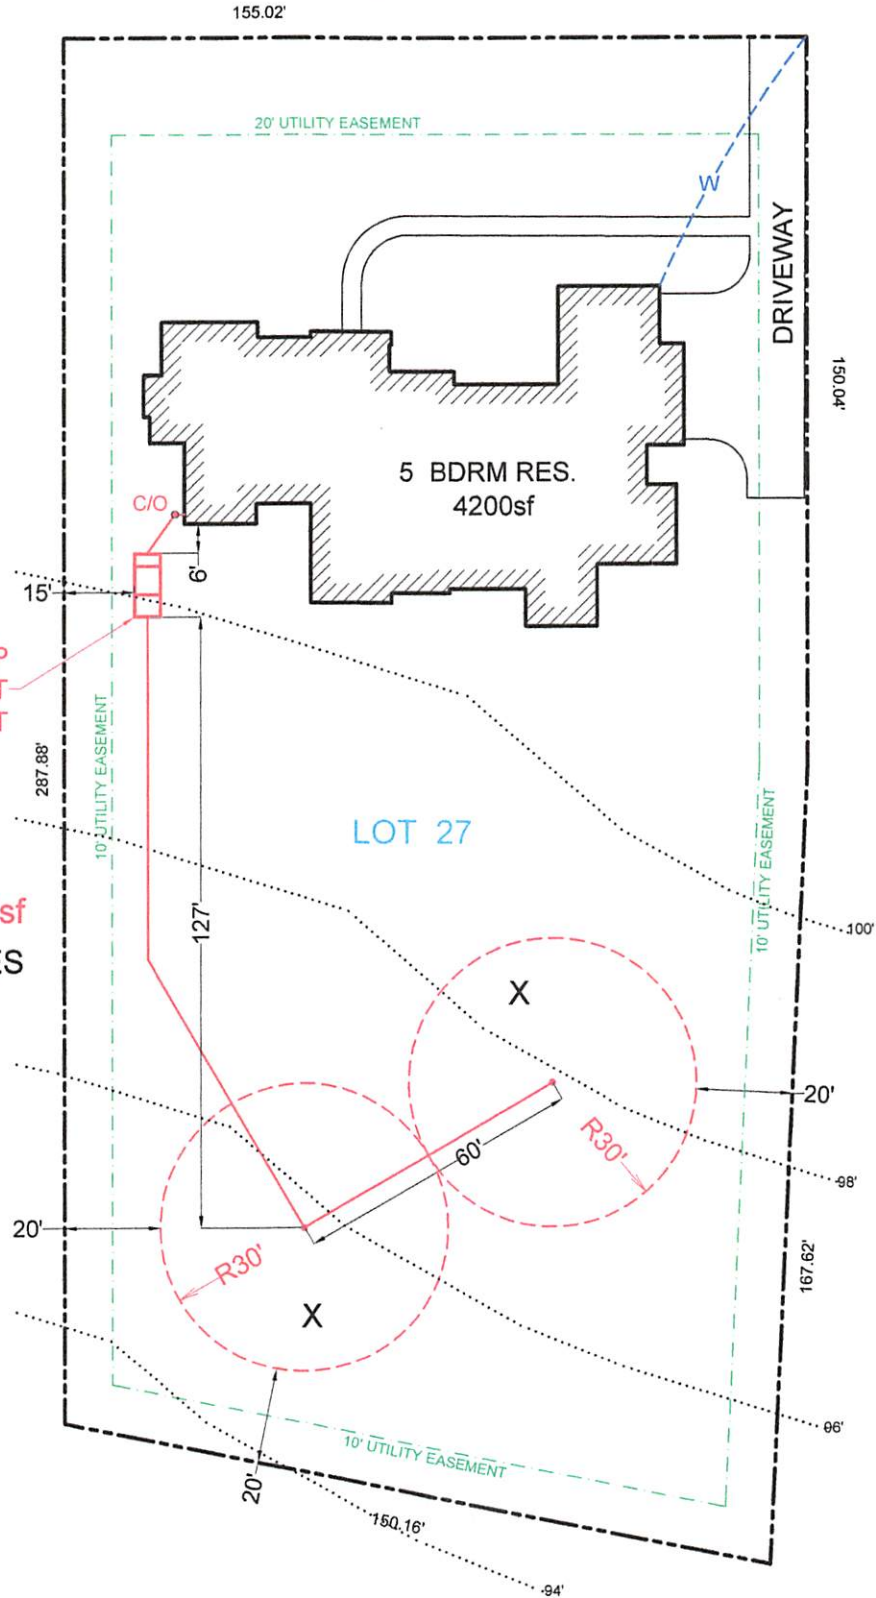 155.02'
20' UTILITY EASEMENT
W
DRIVEWAY
150.04'
5 BDRM RES.
4200sf
C/O
6'
15'
10' UTILITY EASEMENT
287.88'
LOT 27
127'
10' UTILITY EASEMENT
100'
sf
X
60'
R30'
20'
98'
20'
R30'
X
167.62'
96'
20'
10' UTILITY EASEMENT
150.16'
94'